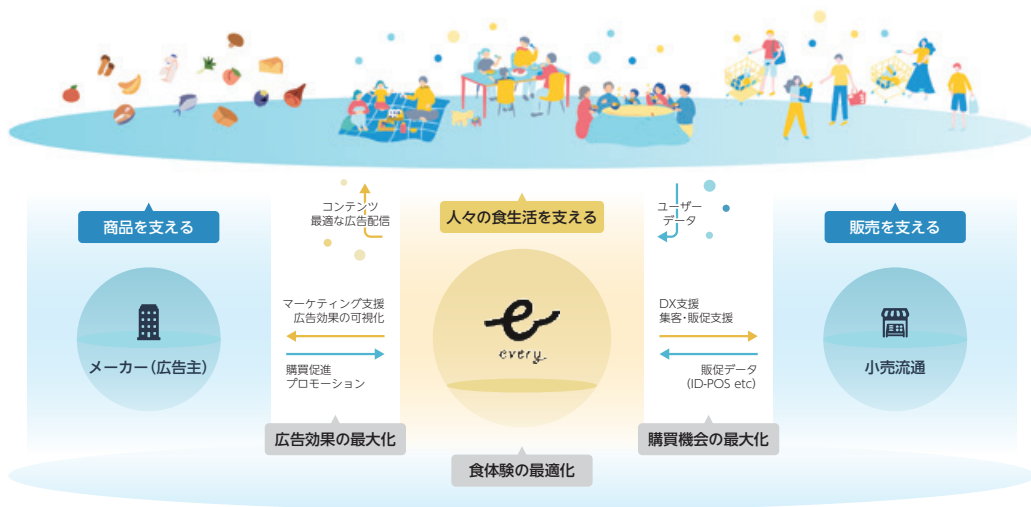 商品を支える
コンテンツ
最適な広告配信
人々の食生活を支える
ユーザー
データ
販売を支える
メーカー（広告主）
マーケティング支援
広告効果の可視化
購買促進
プロモーション
every
DX支援
集客・販促支援
販促データ
(ID-POS etc)
小売流通
広告効果の最大化
食体験の最適化
購買機会の最大化